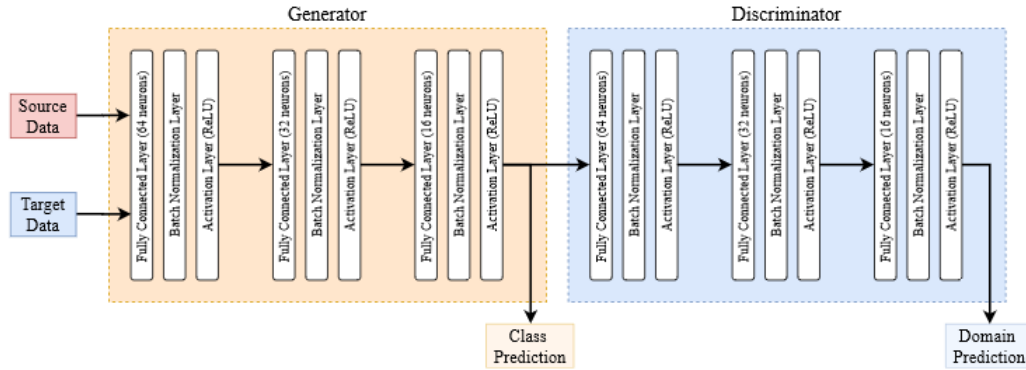 Generator
Discriminator
Source
Data
Target
Data
Fully Connected Layer (64 neurons)
Batch Normalization Layer
Activation Layer (ReLU)
Fully Connected Layer (32 neurons)
Batch Normalization Layer
Activation Layer (ReLU)
Fully Connected Layer (16 neurons)
Batch Normalization Layer
Activation Layer (ReLU)
Fully Connected Layer (64 neurons)
Batch Normalization Layer
Activation Layer (ReLU)
Fully Connected Layer (32 neurons)
Batch Normalization Layer
Activation Layer (ReLU)
Fully Connected Layer (16 neurons)
Batch Normalization Layer
Activation Layer (ReLU)
Class
Prediction
Domain
Prediction